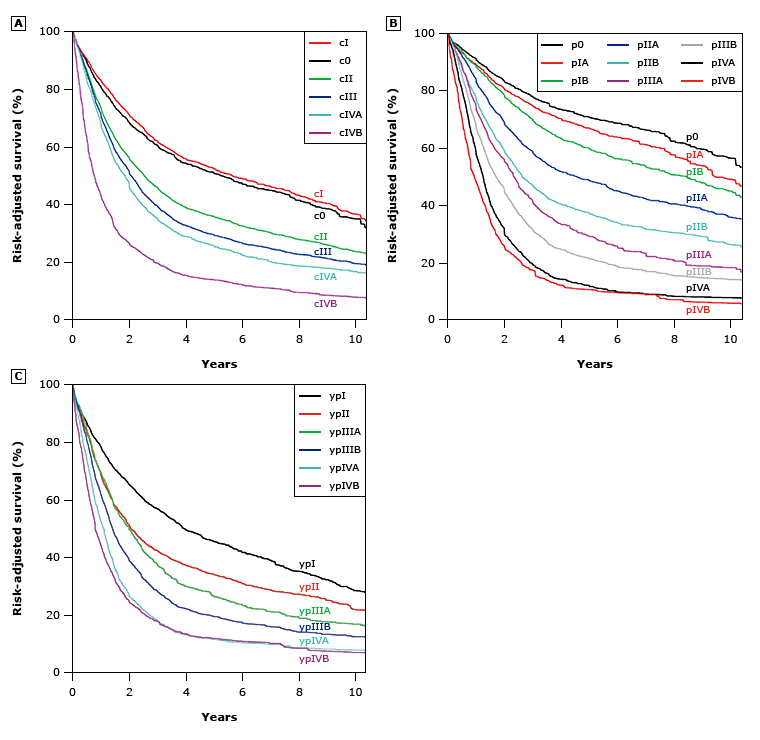 A
100
80
60
40
20
0
Risk-adjusted survival (%)
cI
c0
cII
cIII
cIVA
cIVB
cI
c0
cII
cIII
cIVA
cIVB
0 2 4 6 8 10
Years
B
100
80
60
40
20
0
Risk-adjusted survival (%)
p0 pIIA pIIIB
pIA pIIB pIVA
pIB pIIIA pIVB
p0
pIA
pIB
pIIA
pIIB
pIIIA
pIIIB
pIVA
pIVB
0 2 4 6 8 10
Years
C
100
80
60
40
20
0
Risk-adjusted survival (%)
ypI
ypII
ypIIIA
ypIIIB
ypIVA
ypIVB
ypI
ypII
ypIIIA
ypIIIB
ypIVA
ypIVB
0 2 4 6 8 10
Years